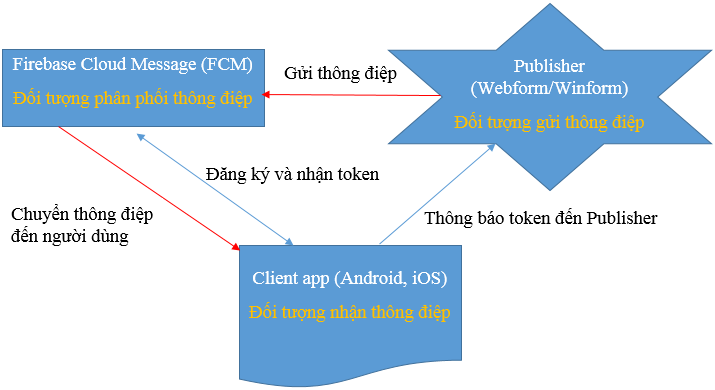 Firebase Cloud Message (FCM)
Đối tượng phân phối thông điệp
Gửi thông điệp
Publisher
(Webform/Winform)
Đối tượng gửi thông điệp
Đăng ký và nhận token
Chuyển thông điệp
đến người dùng
Thông báo token đến Publisher
Client app (Android, iOS)
Đối tượng nhận thông điệp